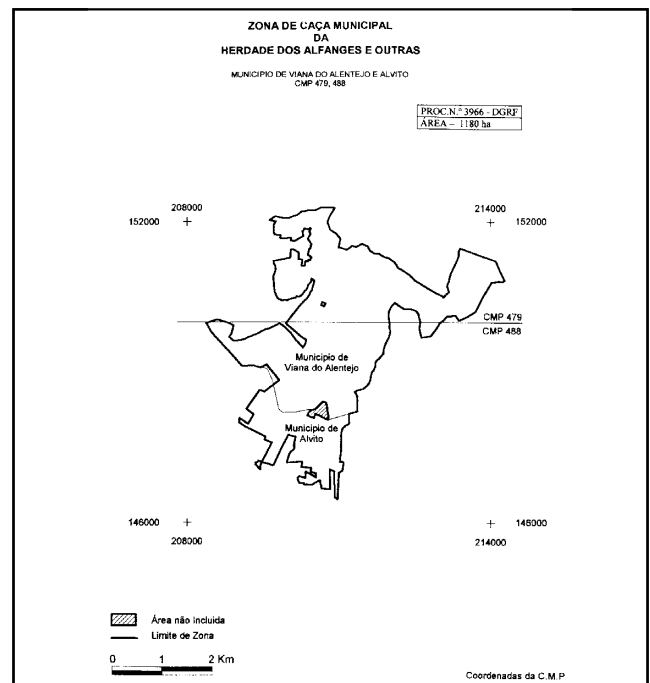 ZONA DE CAÇA MUNICIPAL
DA
HERDADE DOS ALFANGES E OUTRAS
MUNICIPIO DE VIANA DO ALENTEJO E ALVITO
CMP 479, 488
PROC.N.º 3966 - DGRF
ÁREA – 1180 ha
208000
214000
152000
152000
CMP 479
CMP 488
Municipio de
Viana do Alentejo
Municipio de
Alvito
146000
146000
208000
214000
Área não Incluida
Limite de Zona
0 1 2 Km
Coordenadas da C.M.P